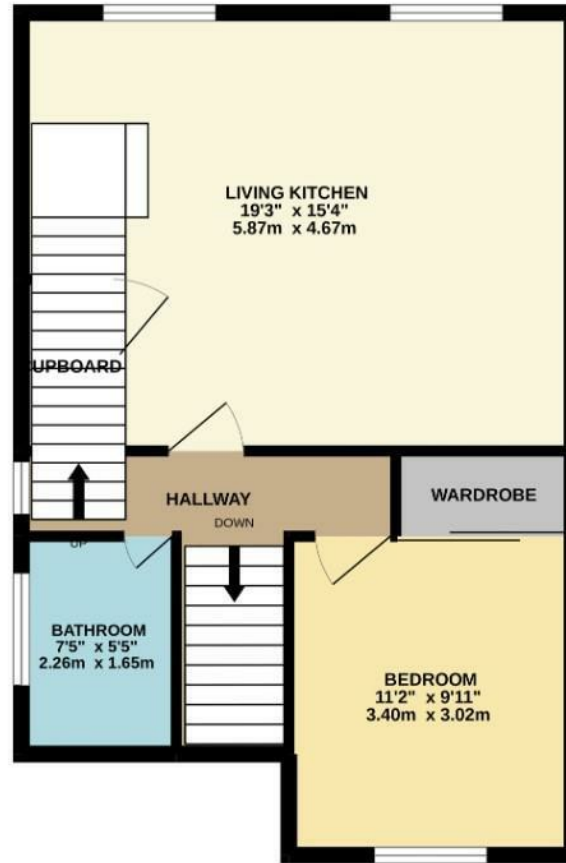 LIVING KITCHEN
19'3" x 15'4"
5.87m x 4.67m
UPBOARD
HALLWAY
DOWN
WARDROBE
UP
BATHROOM
7'5" x 5'5"
2.26m x 1.65m
BEDROOM
11'2" x 9'11"
3.40m x 3.02m